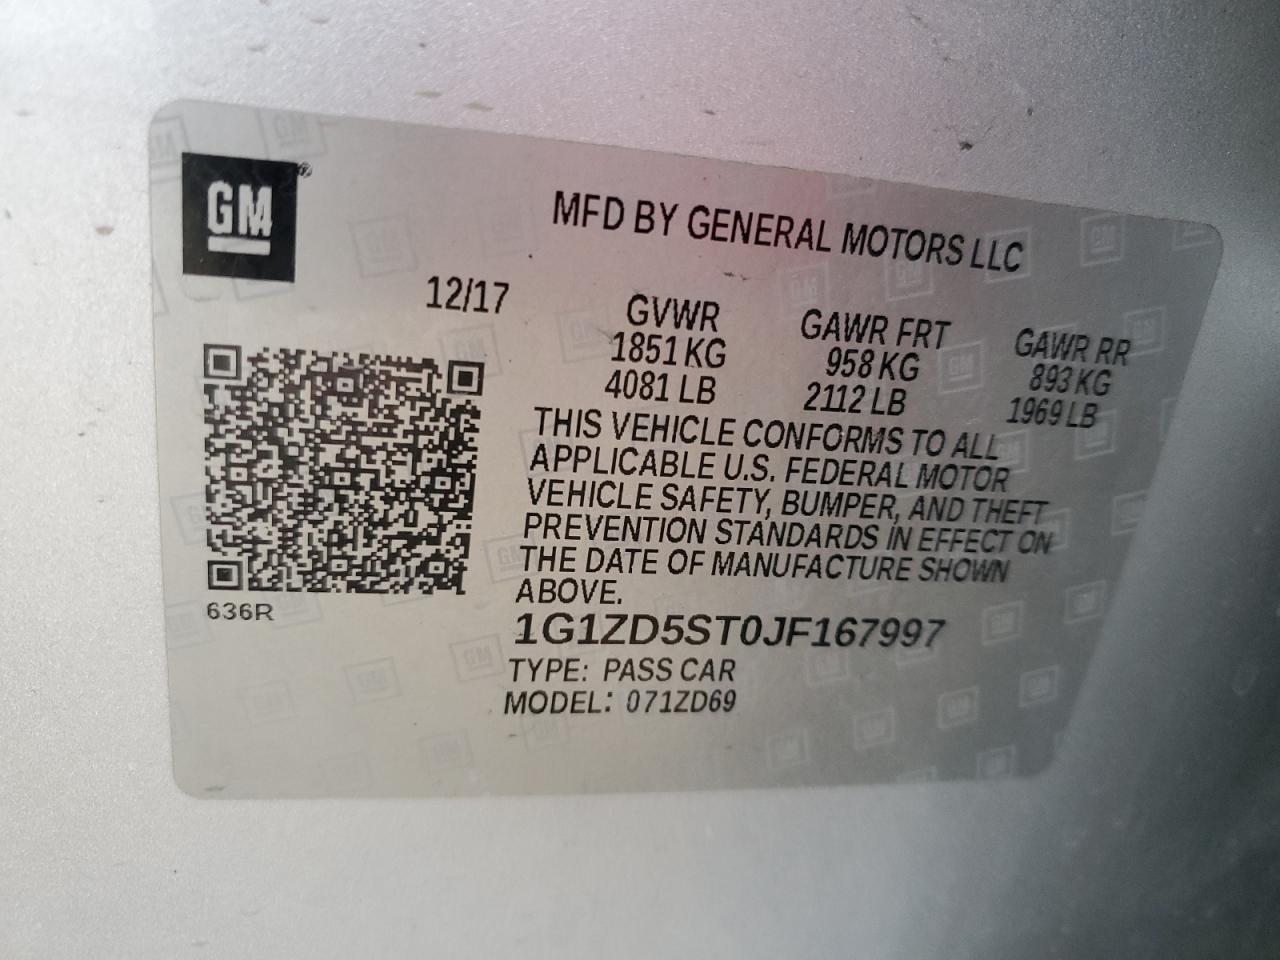 GM®
MFD BY GENERAL MOTORS LLC
12/17
GVWR GAWR FRT GAWR RR
1851 KG 958 KG 893 KG
4081 LB 2112 LB 1969 LB
THIS VEHICLE CONFORMS TO ALL
APPLICABLE U.S. FEDERAL MOTOR
VEHICLE SAFETY, BUMPER, AND THEFT
PREVENTION STANDARDS IN EFFECT ON
THE DATE OF MANUFACTURE SHOWN
ABOVE.
636R
1G1ZD5ST0JF167997
TYPE: PASS CAR
MODEL: 071ZD69